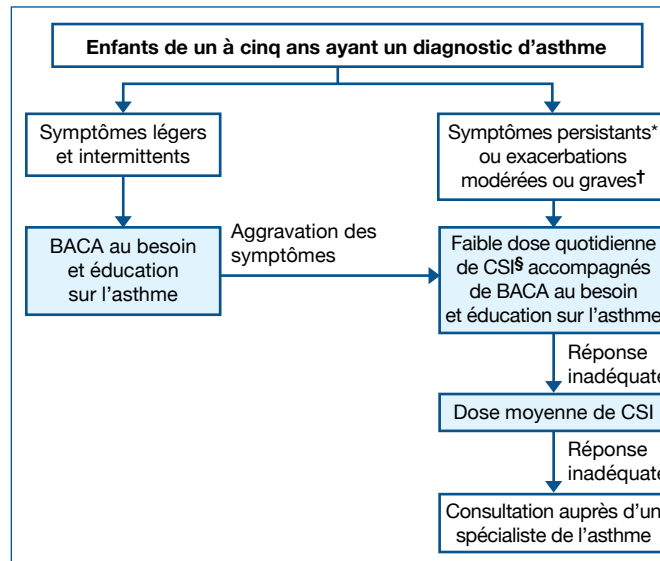 Enfants de un à cinq ans ayant un diagnostic d’asthme
Symptômes légers
et intermittents
Symptômes persistants*
ou exacerbations
modérées ou graves†
BACA au besoin
et éducation
sur l’asthme
Aggravation des
symptômes
Faible dose quotidienne
de CSI§ accompagnés
de BACA au besoin
et éducation sur l’asthme
Réponse
inadéquate
Dose moyenne de CSI
Réponse
inadéquate
Consultation auprès d’un
spécialiste de l’asthme